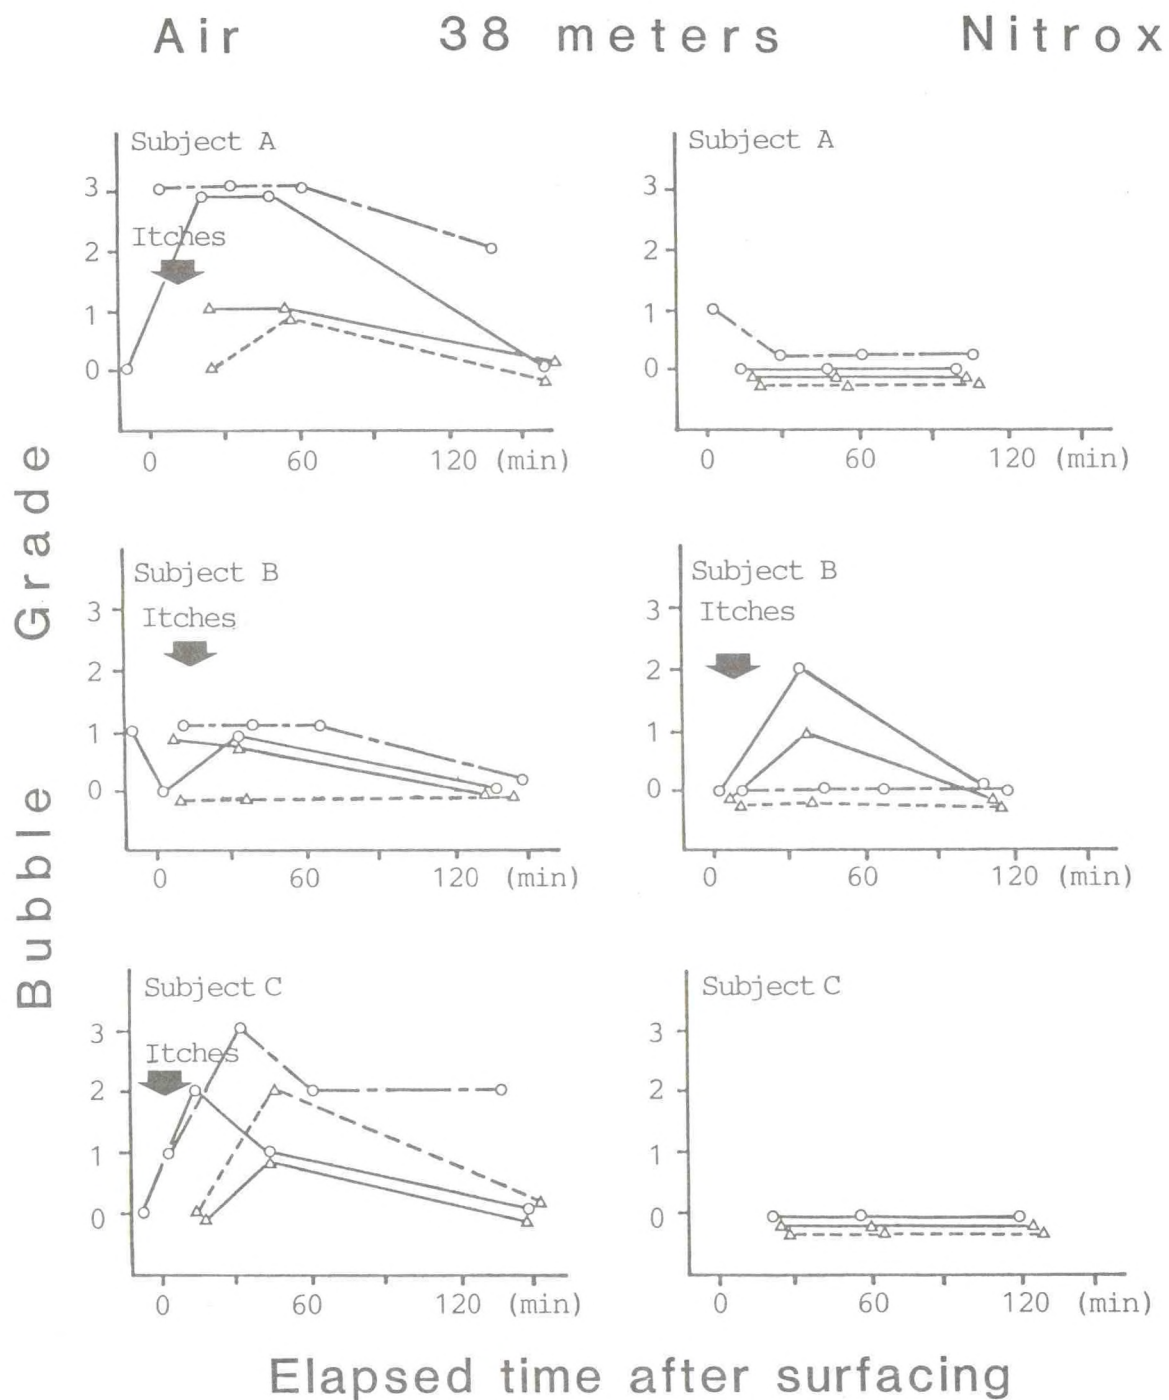 Air 38 meters Nitrox
Bubble Grade
Subject A
3
Itches
2
1
0
0 60 120 (min)
Subject A
3
2
1
0
0 60 120 (min)
Subject B
3
Itches
2
1
0
0 60 120 (min)
Subject B
3
Itches
2
1
0
0 60 120 (min)
Subject C
3
Itches
2
1
0
0 60 120 (min)
Subject C
3
2
1
0
0 60 120 (min)
Elapsed time after surfacing